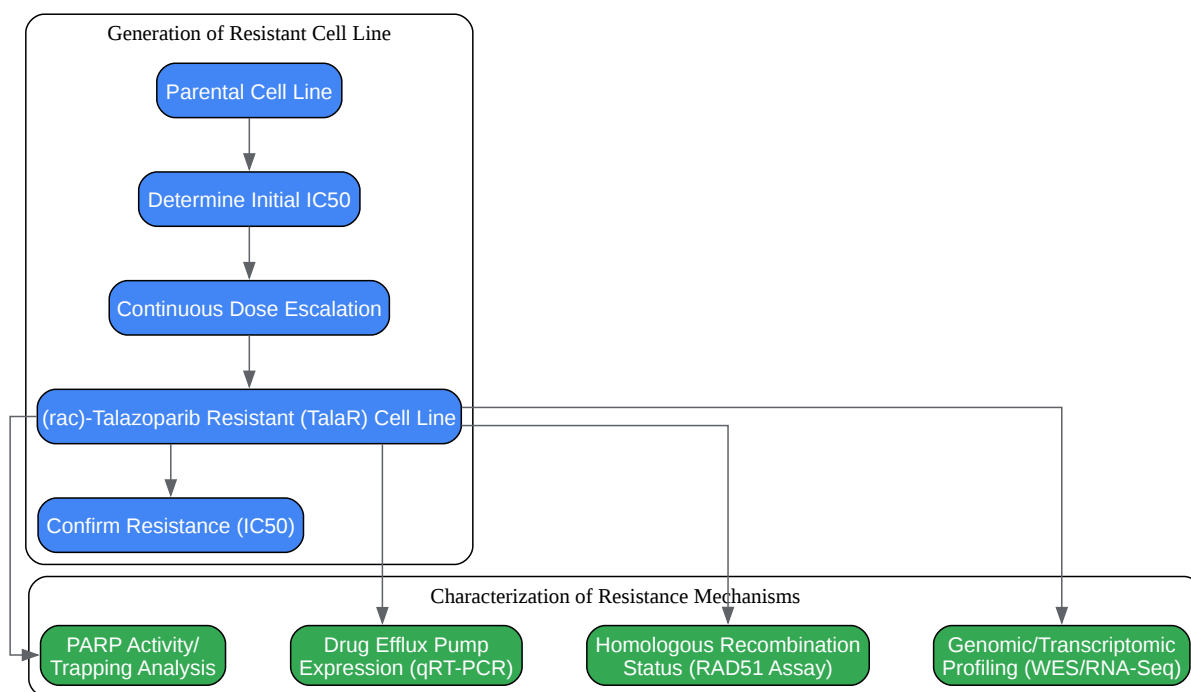 Generation of Resistant Cell Line
Parental Cell Line
Determine Initial IC50
Continuous Dose Escalation
(rac)-Talazoparib Resistant (TalaR) Cell Line
Confirm Resistance (IC50)
Characterization of Resistance Mechanisms
PARP Activity/
Trapping Analysis
Drug Efflux Pump
Expression (qRT-PCR)
Homologous Recombination
Status (RAD51 Assay)
Genomic/Transcriptomic
Profiling (WES/RNA-Seq)